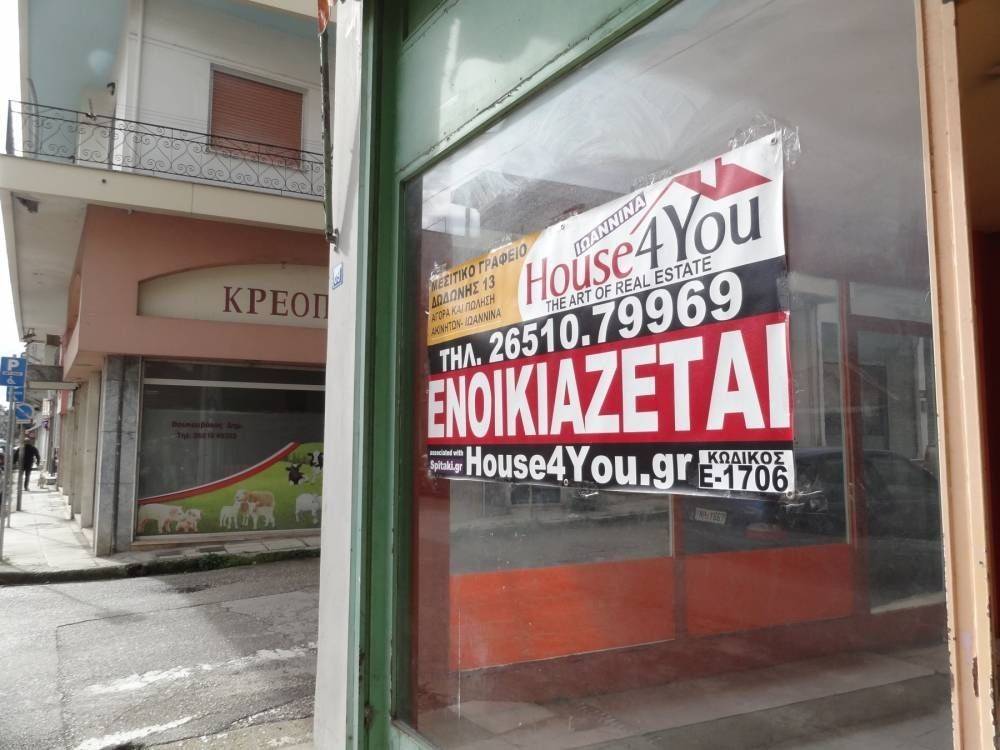 ΚΡΕΟΠ
P
ΜΕΣΙΤΙΚΟ ΓΡΑΦΕΙΟ
ΔΩΔΩΝΗΣ 13
ΑΓΟΡΑ ΚΑΙ ΠΩΛΗΣΗ
ΑΚΙΝΗΤΩΝ- ΙΩΑΝΝΙΝΑ
ΙΩΑΝΝΙΝΑ
House4You
THE ART OF REAL ESTATE
ΤΗΛ. 26510.79969
ΕΝΟΙΚΙΑΖΕΤΑΙ
associated with
Spitaki.gr
House4You.gr
ΚΩΔΙΚΟΣ
E-1706